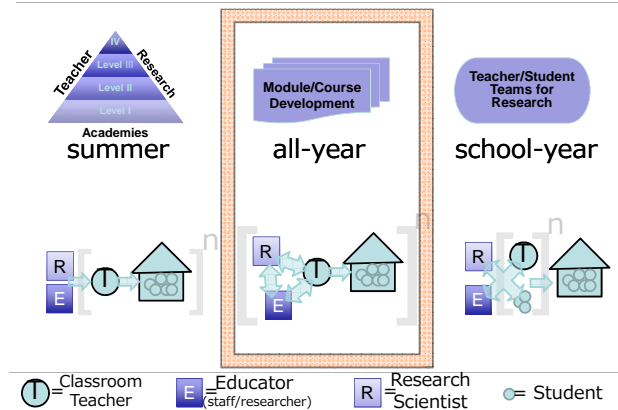 IV
Level III
Level II
Level I
Teacher
Research
Academies
summer
Module/Course
Development
all-year
Teacher/Student
Teams for
Research
school-year
R
E
T
n
R
E
T
n
R
E
T
n
T
=Classroom
Teacher
E
=Educator
(staff/researcher)
R
=Research
Scientist
= Student